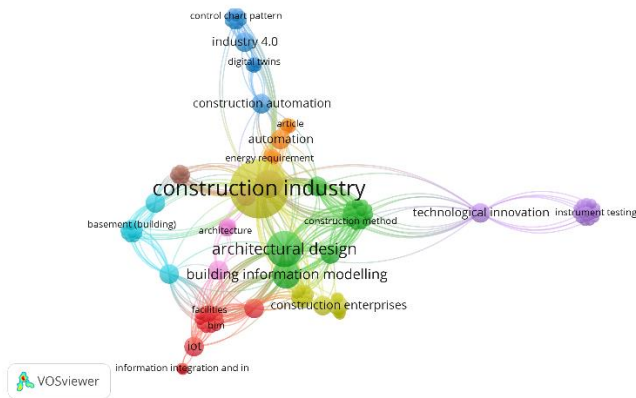 control chart pattern
industry 4.0
digital twins
construction automation
article
automation
energy requirement
construction industry
technological innovation
instrument testing
construction method
basement (building)
architecture
architectural design
building information modelling
construction enterprises
facilities
bim
iot
information integration and in
VOSviewer